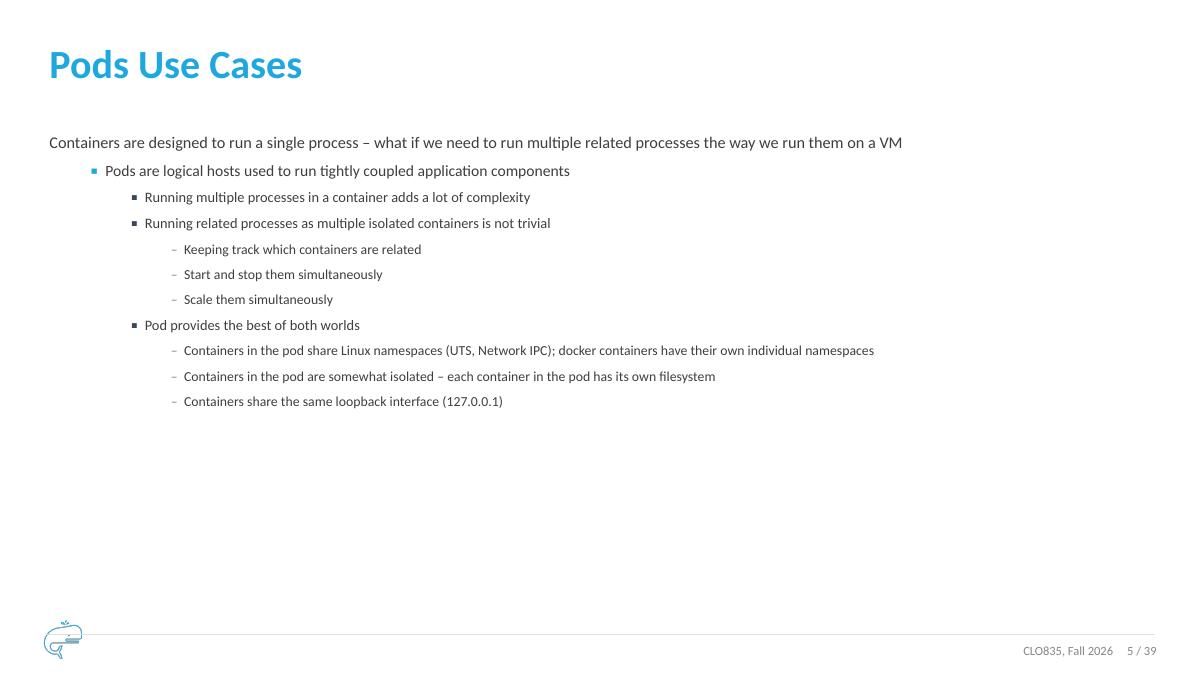 Pods Use Cases
Containers are designed to run a single process – what if we need to run multiple related processes the way we run them on a VM
▪ Pods are logical hosts used to run tightly coupled application components
▪ Running multiple processes in a container adds a lot of complexity
▪ Running related processes as multiple isolated containers is not trivial
– Keeping track which containers are related
– Start and stop them simultaneously
– Scale them simultaneously
▪ Pod provides the best of both worlds
– Containers in the pod share Linux namespaces (UTS, Network IPC); docker containers have their own individual namespaces
– Containers in the pod are somewhat isolated – each container in the pod has its own filesystem
– Containers share the same loopback interface (127.0.0.1)
CLO835, Fall 2026 5 / 39